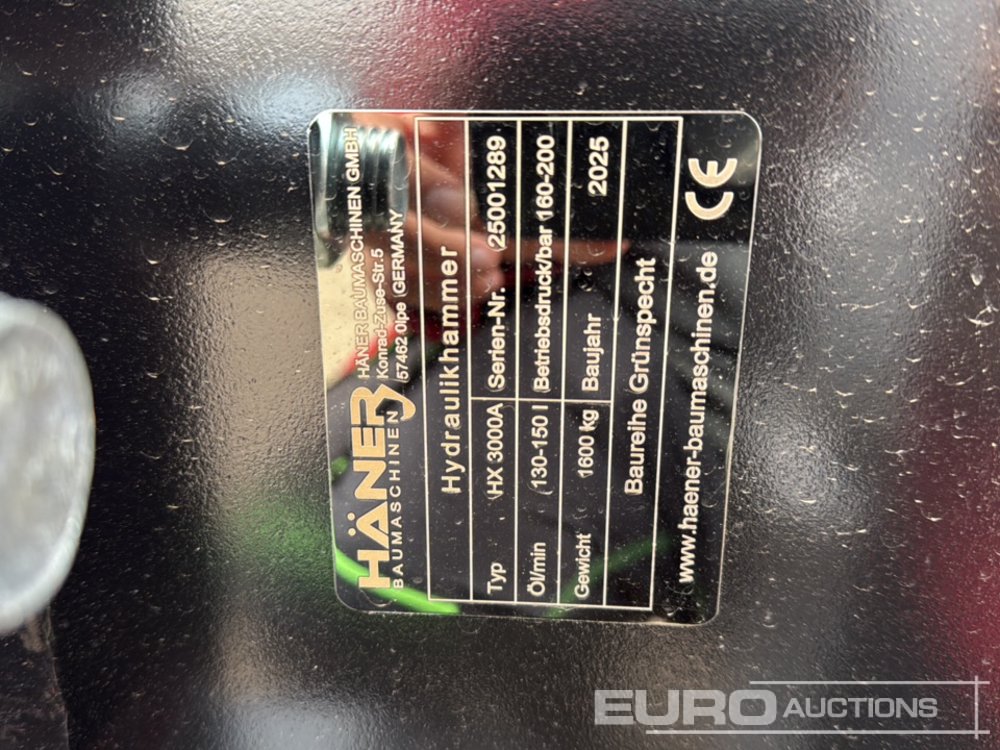 HÄNER
BAUMASCHINEN
HÄNER BAUMASCHINEN GMBH
Konrad-Zuse-Str.5
57462 Olpe GERMANY
Hydraulikhammer
Typ HX 3000A Serien-Nr. 25001289
Öl/min 130-150 l Betriebsdruck/bar 160-200
Gewicht 1600 kg Baujahr 2025
Baureihe Grünspecht
www.haener-baumaschinen.de CE
EURO AUCTIONS